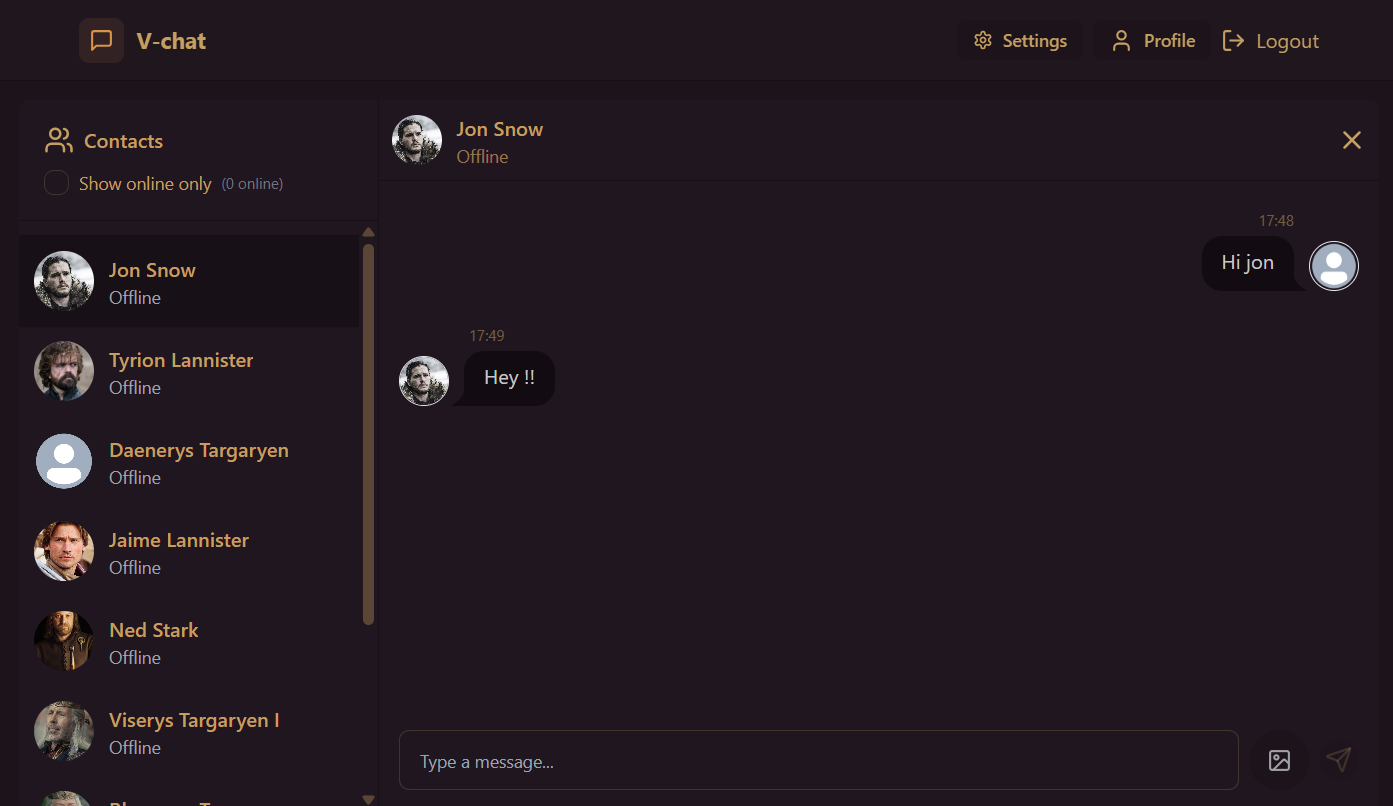 V-chat
Settings
Profile
Logout
Contacts
Show online only (0 online)
Jon Snow
Offline
Tyrion Lannister
Offline
Daenerys Targaryen
Offline
Jaime Lannister
Offline
Ned Stark
Offline
Viserys Targaryen I
Offline
Jon Snow
Offline
17:48
Hi jon
17:49
Hey !!
Type a message...